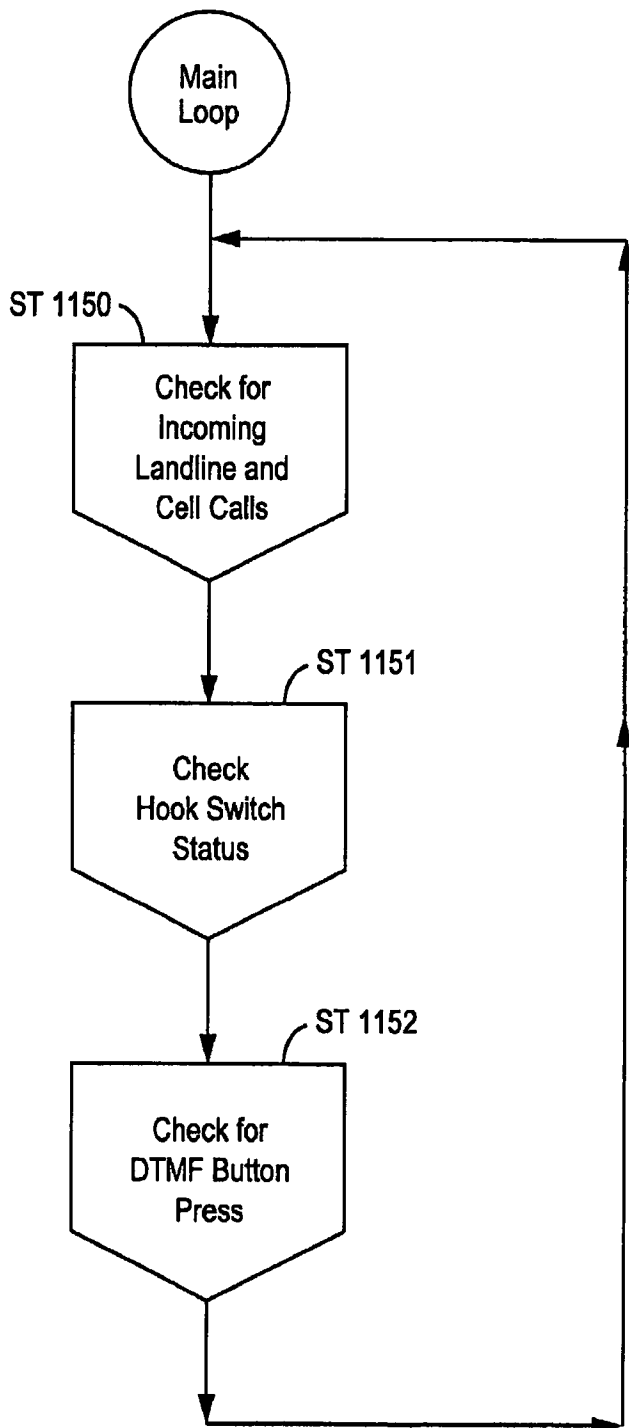 Main
Loop
ST 1150
Check for
Incoming
Landline and
Cell Calls
ST 1151
Check
Hook Switch
Status
ST 1152
Check for
DTMF Button
Press